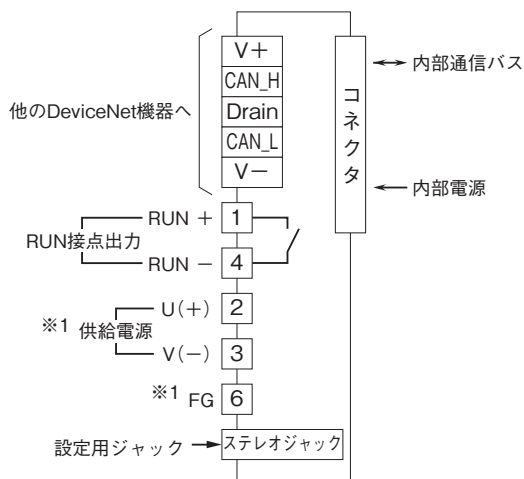 V+
CAN_H
Drain
CAN_L
V−
他のDeviceNet機器へ
コネクタ
内部通信バス
内部電源
RUN + 1
RUN接点出力
RUN − 4
U(+) 2
※1 供給電源
V(−) 3
※1 FG 6
設定用ジャック ステレオジャック